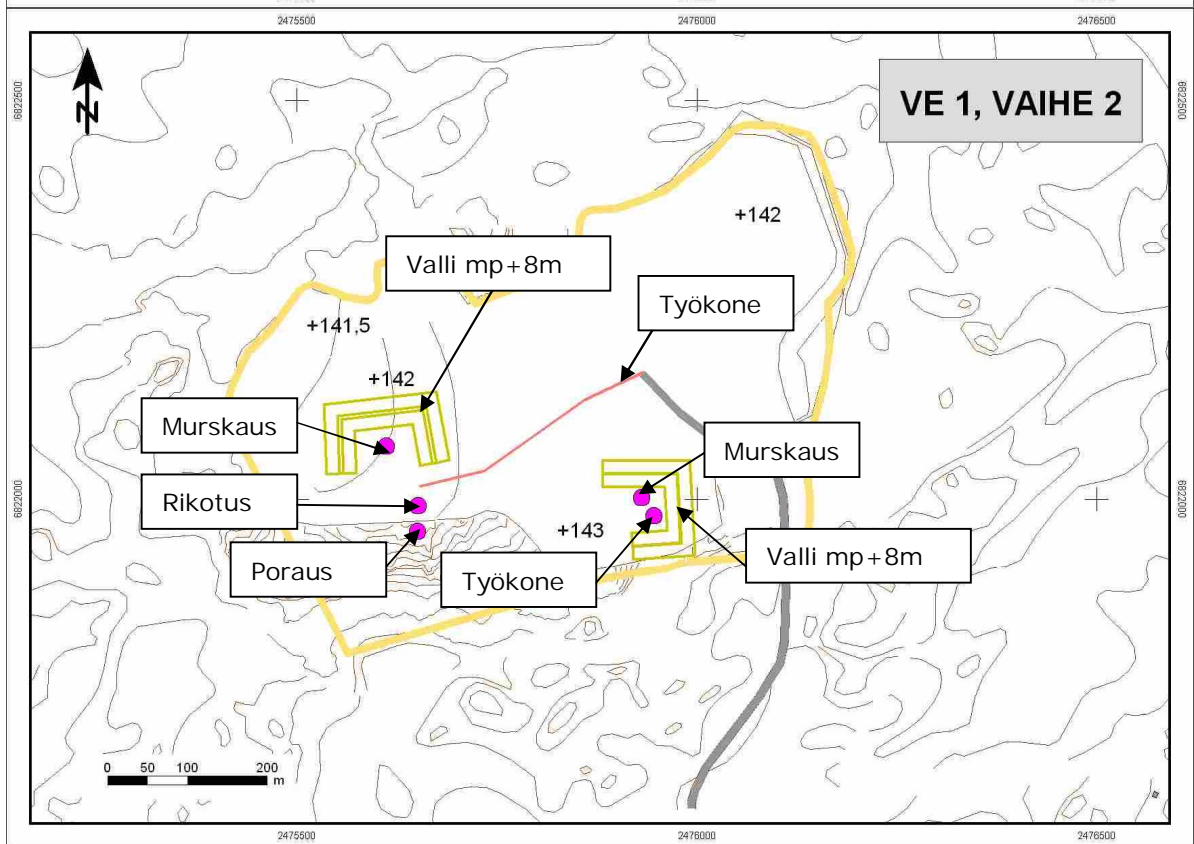 2475500
2476000
2476500
6822500
6822500
N
VE 1, VAIHE 2
+142
Valli mp+8m
Työkone
+141,5
+142
Murskaus
Murskaus
Rikotus
6822000
6822000
+143
Valli mp+8m
Poraus
Työkone
0 50 100 200
m
2475500
2476000
2476500